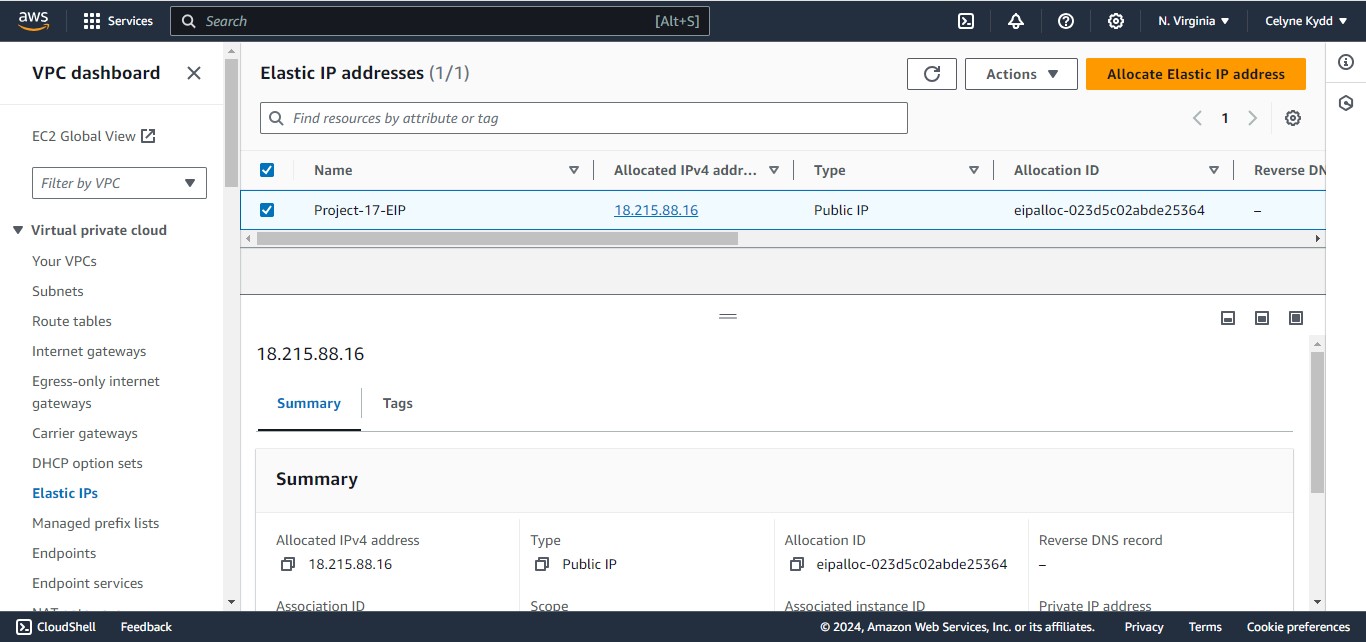 aws
Services
Search [Alt+S]
N. Virginia
Celyne Kydd
VPC dashboard
EC2 Global View
Filter by VPC
Virtual private cloud
Your VPCs
Subnets
Route tables
Internet gateways
Egress-only internet
gateways
Carrier gateways
DHCP option sets
Elastic IPs
Managed prefix lists
Endpoints
Endpoint services
Elastic IP addresses (1/1)
Actions
Allocate Elastic IP address
Find resources by attribute or tag
1
Name Allocated IPv4 addr... Type Allocation ID Reverse DN
Project-17-EIP 18.215.88.16 Public IP eipalloc-023d5c02abde25364 –
18.215.88.16
Summary Tags
Summary
Allocated IPv4 address Type Allocation ID Reverse DNS record
18.215.88.16 Public IP eipalloc-023d5c02abde25364 –
Association ID Scope Associated instance ID Private IP address
CloudShell Feedback © 2024, Amazon Web Services, Inc. or its affiliates. Privacy Terms Cookie preferences